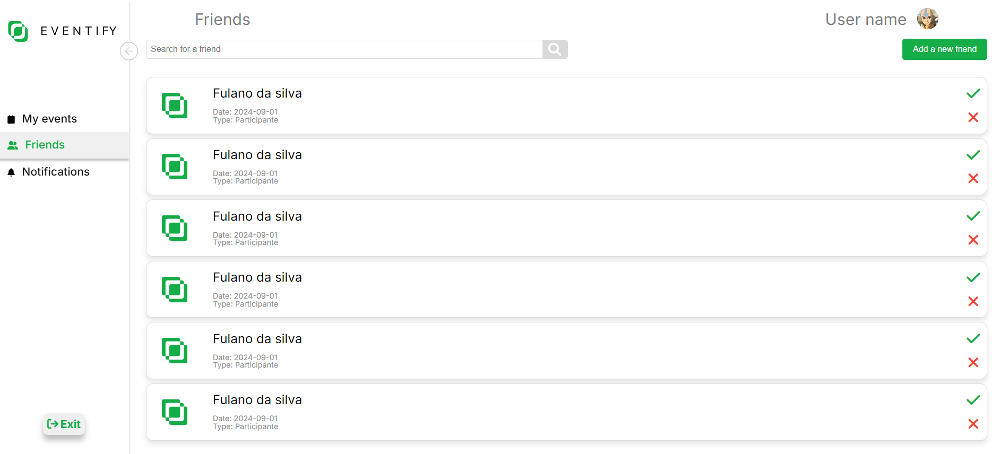 EVENTIFY
Friends
User name
Search for a friend
Add a new friend
My events
Friends
Notifications
Exit
Fulano da silva
Date: 2024-09-01
Type: Participante
Fulano da silva
Date: 2024-09-01
Type: Participante
Fulano da silva
Date: 2024-09-01
Type: Participante
Fulano da silva
Date: 2024-09-01
Type: Participante
Fulano da silva
Date: 2024-09-01
Type: Participante
Fulano da silva
Date: 2024-09-01
Type: Participante